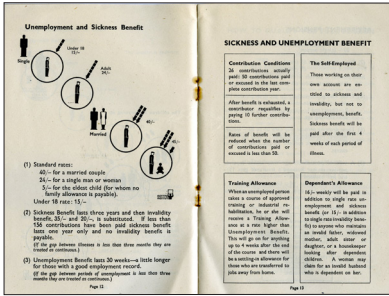 Unemployment and Sickness Benefit
Under 18
15/–
Single
Adult
24/–
Married
40/–
45/–
(1) Standard rates:
40/– for a married couple
24/– for a single man or woman
5/– for the oldest child (for whom no
family allowance is payable).
Under 18 rate: 15/–
(2) Sickness Benefit lasts three years and then invalidity
benefit, 35/– and 20/–, is substituted. If less than
156 contributions have been paid sickness benefit
lasts one year only and no invalidity benefit is
payable.
(If the gap between illnesses is less than three months they are
treated as continuous.)
(3) Unemployment Benefit lasts 30 weeks—a little longer
for those with a good employment record.
(If the gap between periods of unemployment is less than three
months they are treated as continuous.)
Page 12
SICKNESS AND UNEMPLOYMENT BENEFIT
Contribution Conditions
26 contributions actually
paid: 50 contributions paid
or excused in the last com-
plete contribution year.
After benefit is exhausted, a
contributor requalifies by
paying 10 further contribu-
tions.
Rates of benefit will be
reduced when the number
of contributions paid or
excused is less than 50.
The Self-Employed
Those working on their
own account are en-
titled to sickness and
invalidity, but not to
unemployment, benefit.
Sickness benefit will be
paid after the first 4
weeks of each period of
illness.
Training Allowance
When an unemployed person
takes a course of approved
training or industrial re-
habilitation, he or she will
receive a Training Allow-
ance at a rate higher than
Unemployment Benefit.
This will go on for anything
up to 4 weeks after the end
of the course and there will
be a settling-in allowance for
those who are transferred to
jobs away from home.
Dependant's Allowance
16/– weekly will be paid in
addition to single rate un-
employment and sickness
benefit (or 15/– in addition
to single rate invalidity bene-
fit) to anyone who maintains
an invalid father, widowed
mother, adult sister or
daughter, or a housekeeper
looking after dependent
children. A woman may
claim for an invalid husband
who is dependent on her.
Page 13